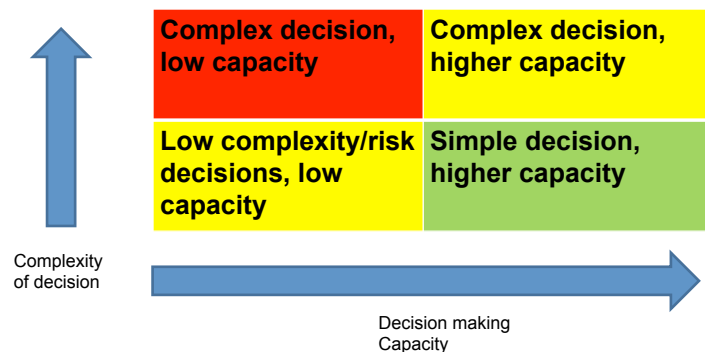 Complex decision,
low capacity
Complex decision,
higher capacity
Low complexity/risk
decisions, low
capacity
Simple decision,
higher capacity
Complexity
of decision
Decision making
Capacity